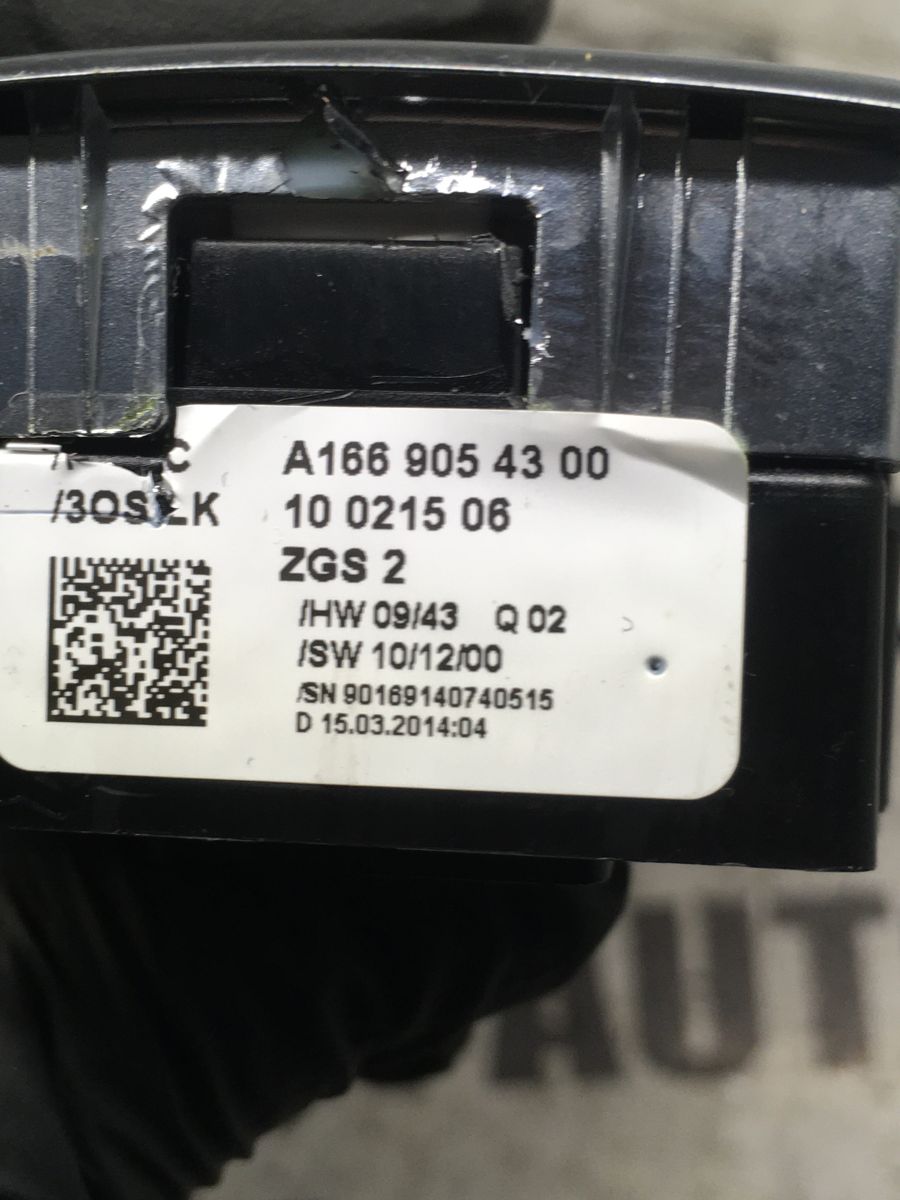 A166 905 43 00
10 0215 06
ZGS 2
/HW 09/43 Q 02
/SW 10/12/00
/SN 90169140740515
D 15.03.2014:04
AUT